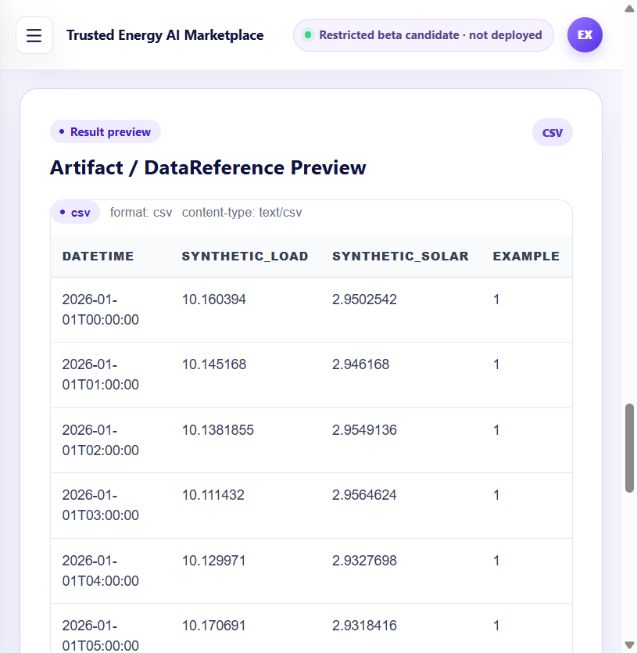 Trusted Energy AI Marketplace
Restricted beta candidate · not deployed
EX
Result preview
CSV
Artifact / DataReference Preview
csv format: csv content-type: text/csv
DATETIME SYNTHETIC_LOAD SYNTHETIC_SOLAR EXAMPLE
2026-01- 10.160394 2.9502542 1
01T00:00:00
2026-01- 10.145168 2.946168 1
01T01:00:00
2026-01- 10.1381855 2.9549136 1
01T02:00:00
2026-01- 10.111432 2.9564624 1
01T03:00:00
2026-01- 10.129971 2.9327698 1
01T04:00:00
2026-01- 10.170691 2.9318416 1
01T05:00:00